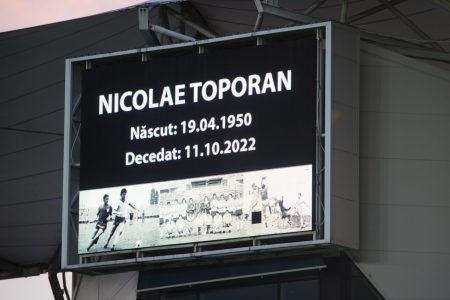 NICOLAE TOPORAN
Născut: 19.04.1950
Decedat: 11.10.2022